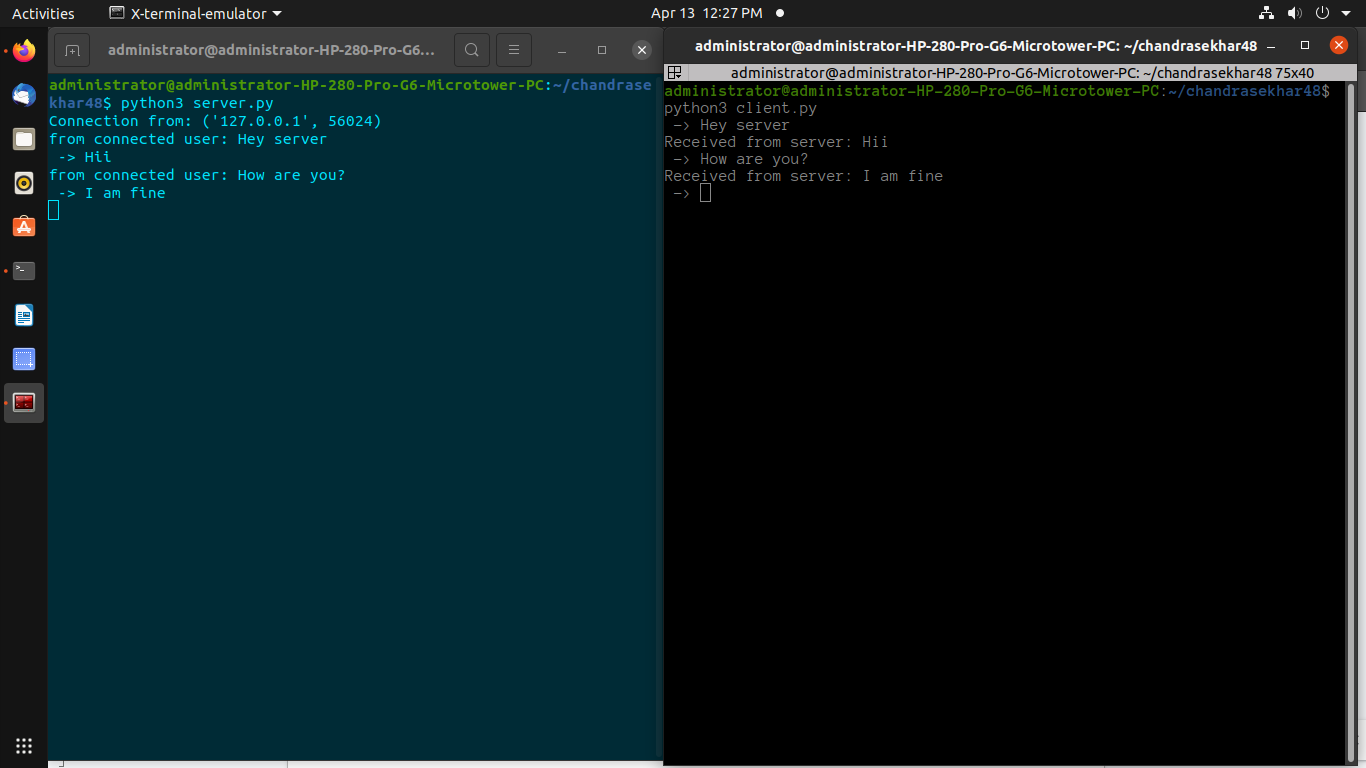 Activities
X-terminal-emulator
Apr 13 12:27 PM
administrator@administrator-HP-280-Pro-G6...
administrator@administrator-HP-280-Pro-G6-Microtower-PC:~/chandrase
khar48$ python3 server.py
Connection from: ('127.0.0.1', 56024)
from connected user: Hey server
-> Hii
from connected user: How are you?
-> I am fine
administrator@administrator-HP-280-Pro-G6-Microtower-PC: ~/chandrasekhar48
administrator@administrator-HP-280-Pro-G6-Microtower-PC: ~/chandrasekhar48 75x40
administrator@administrator-HP-280-Pro-G6-Microtower-PC:~/chandrasekhar48$
python3 client.py
-> Hey server
Received from server: Hii
-> How are you?
Received from server: I am fine
->